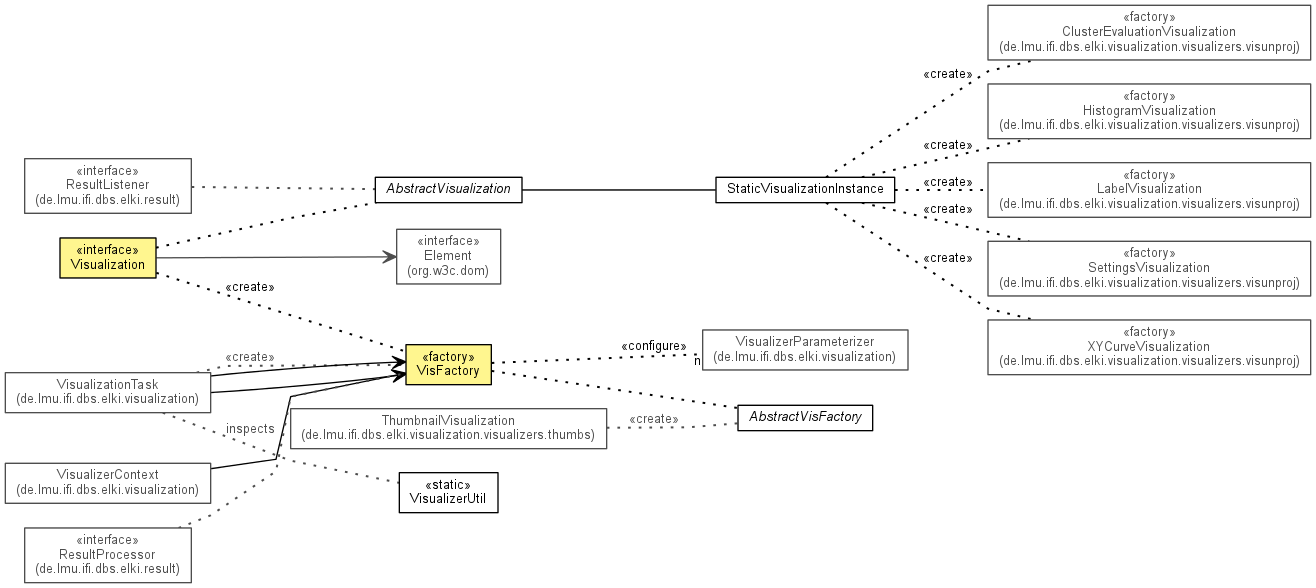 «factory»
ClusterEvaluationVisualization
(de.lmu.ifi.dbs.elki.visualization.visualizers.visunproj)
«create»
«factory»
HistogramVisualization
(de.lmu.ifi.dbs.elki.visualization.visualizers.visunproj)
«create»
«interface»
ResultListener
(de.lmu.ifi.dbs.elki.result)
AbstractVisualization
StaticVisualizationInstance
«create»
«factory»
LabelVisualization
(de.lmu.ifi.dbs.elki.visualization.visualizers.visunproj)
«create»
«interface»
Visualization
«interface»
Element
(org.w3c.dom)
«create»
«factory»
SettingsVisualization
(de.lmu.ifi.dbs.elki.visualization.visualizers.visunproj)
«create»
«factory»
XYCurveVisualization
(de.lmu.ifi.dbs.elki.visualization.visualizers.visunproj)
«create»
«factory»
VisFactory
«configure»
n
VisualizerParameterizer
(de.lmu.ifi.dbs.elki.visualization)
VisualizationTask
(de.lmu.ifi.dbs.elki.visualization)
ThumbnailVisualization
(de.lmu.ifi.dbs.elki.visualization.visualizers.thumbs)
«create»
AbstractVisFactory
inspects
VisualizerContext
(de.lmu.ifi.dbs.elki.visualization)
«static»
VisualizerUtil
«interface»
ResultProcessor
(de.lmu.ifi.dbs.elki.result)